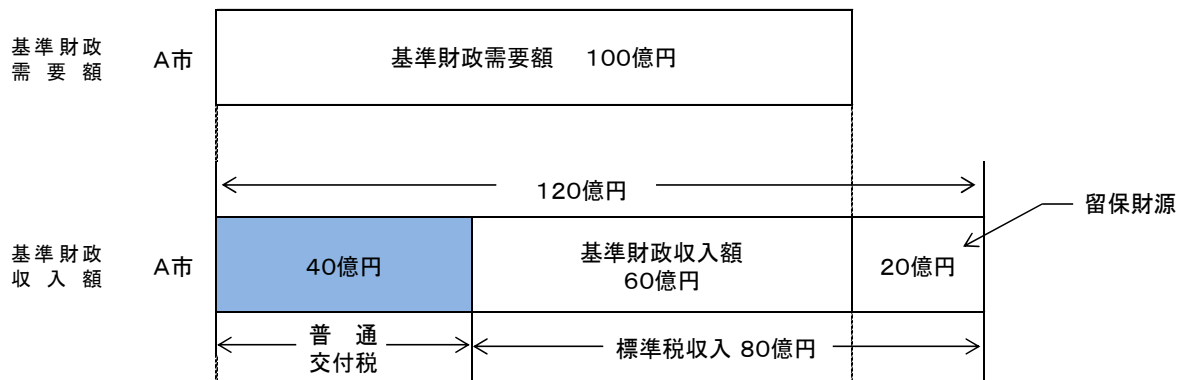 基準財政
需要額
A市
基準財政需要額　100億円
120億円
留保財源
基準財政
収入額
A市
40億円
基準財政収入額
60億円
20億円
普通
交付税
標準税収入 80億円